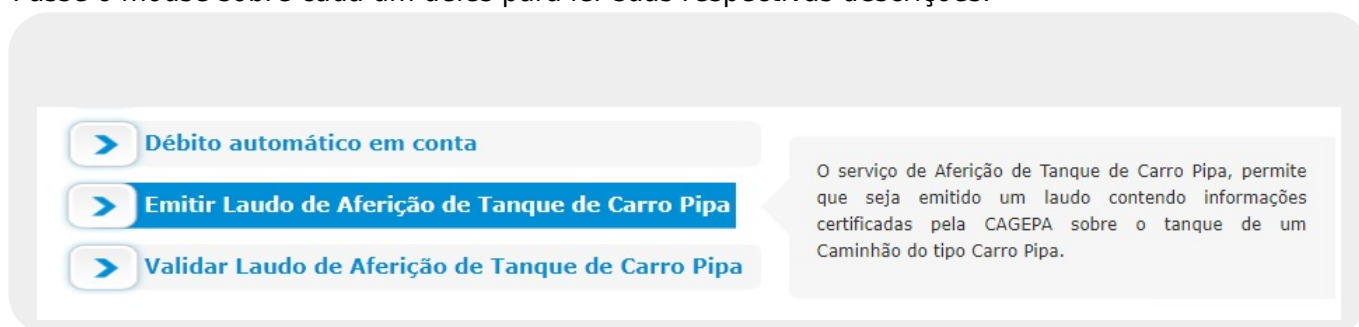 Passe o mouse sobre cada um deles para ler suas respectivas descrições.
Débito automático em conta
Emitir Laudo de Aferição de Tanque de Carro Pipa
Validar Laudo de Aferição de Tanque de Carro Pipa
O serviço de Aferição de Tanque de Carro Pipa, permite
que seja emitido um laudo contendo informações
certificadas pela CAGEPA sobre o tanque de um
Caminhão do tipo Carro Pipa.